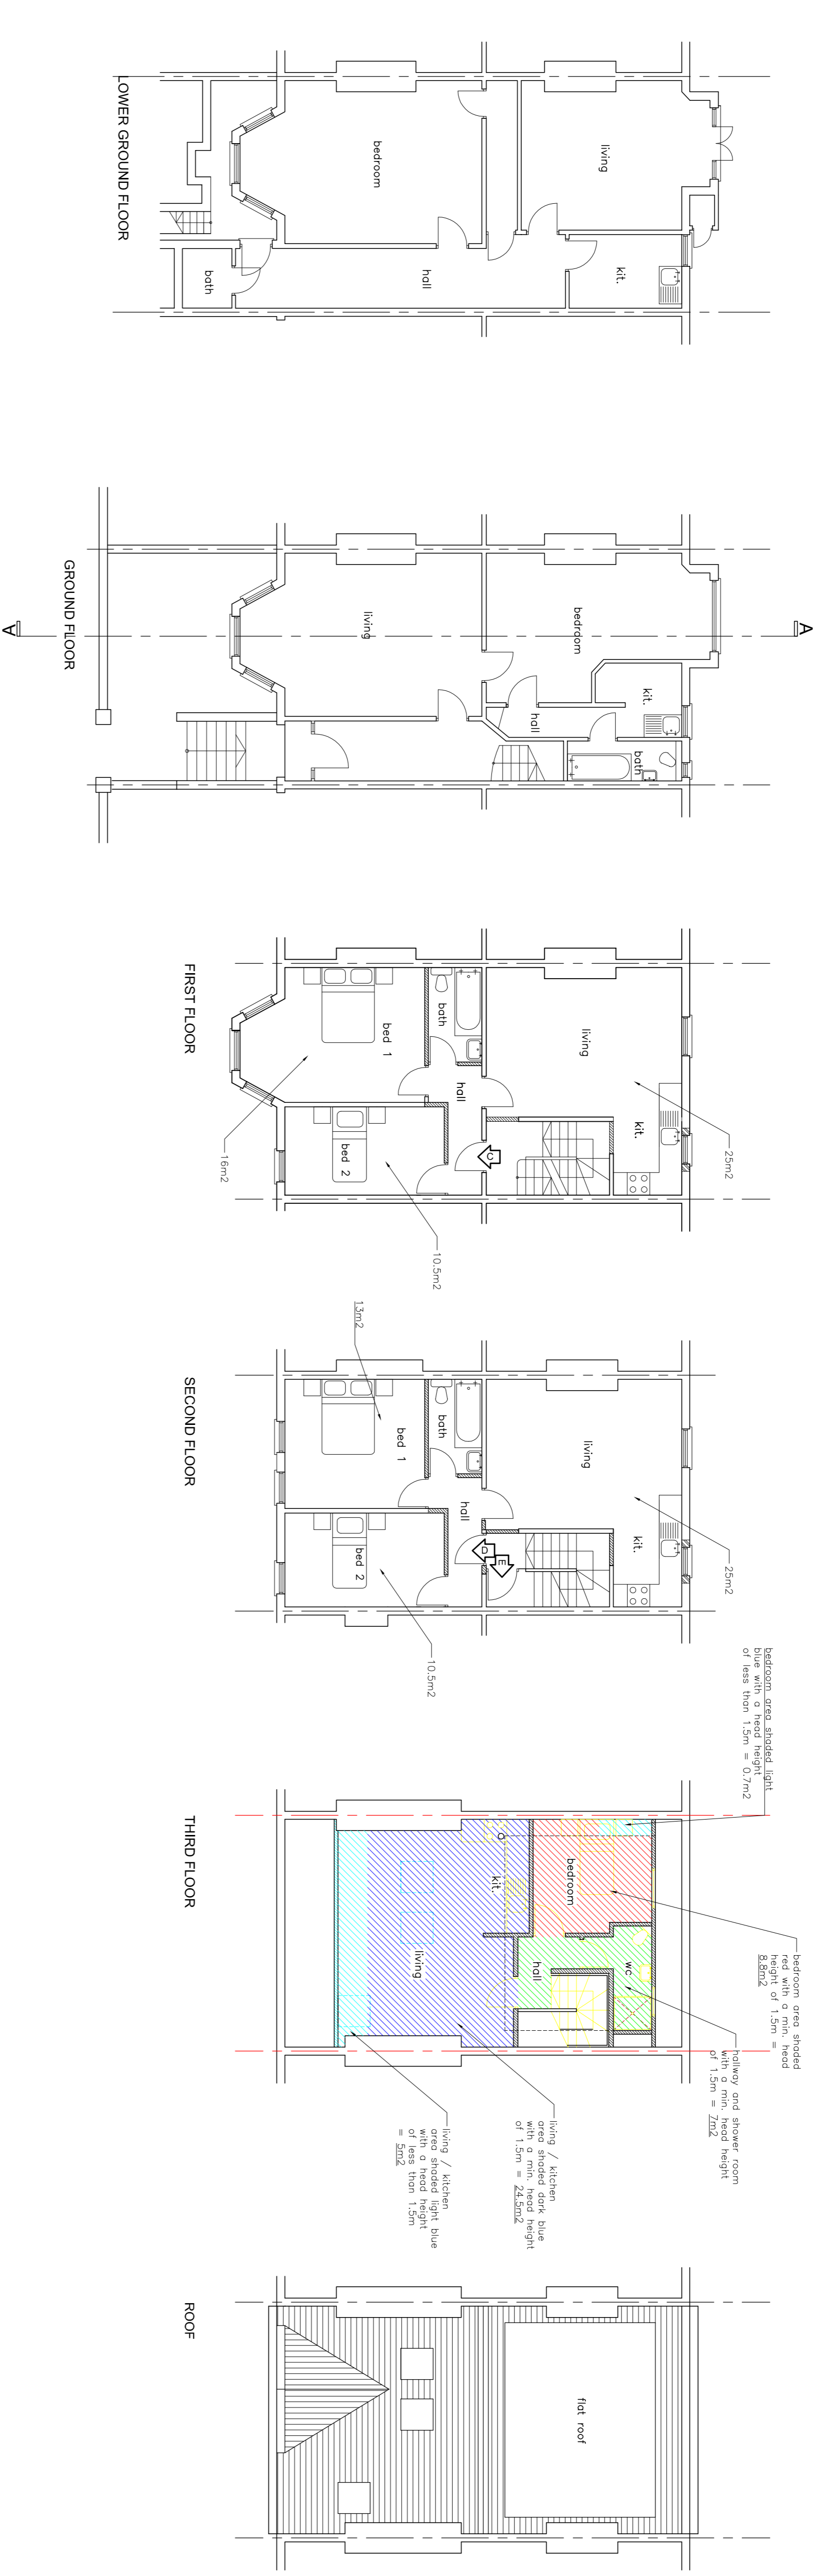 LOWER GROUND FLOOR
living
kit.
bedroom
hall
bath
GROUND FLOOR
A
A
bedroom
kit.
bath
hall
living
FIRST FLOOR
living
kit.
25m2
bath
hall
C
bed 1
bed 2
16m2
10.5m2
SECOND FLOOR
living
kit.
25m2
bath
hall
D
E
bed 1
bed 2
13m2
10.5m2
THIRD FLOOR
bedroom area shaded light
blue with a head height
of less than 1.5m = 0.7m2
bedroom area shaded
red with a min. head
height of 1.5m =
8.8m2
hallway and shower room
with a min. head height
of 1.5m = 7m2
bedroom
wc
hall
kit.
living
living / kitchen
area shaded dark blue
with a min. head height
of 1.5m = 24.5m2
living / kitchen
area shaded light blue
with a head height
of less than 1.5m
= 5m2
ROOF
flat roof